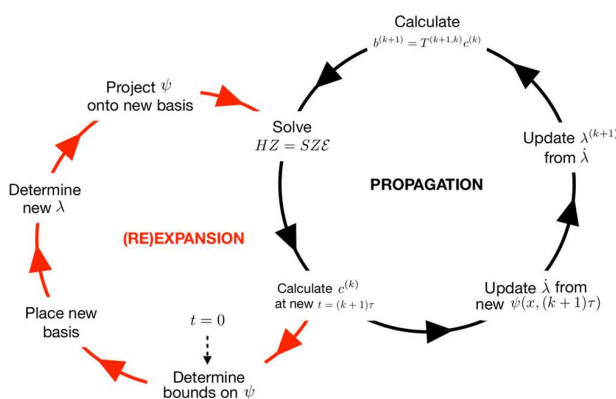 Calculate
b^{(k+1)} = T^{(k+1,k)} c^{(k)}
Project ψ
onto new basis
Solve
HZ = SZℰ
Update λ^{(k+1)}
from λ̇
Determine
new λ
PROPAGATION
(RE)EXPANSION
Calculate c^{(k)}
at new t = (k + 1)τ
Update λ̇ from
new ψ(x, (k + 1)τ)
Place new
basis
t = 0
Determine
bounds on ψ